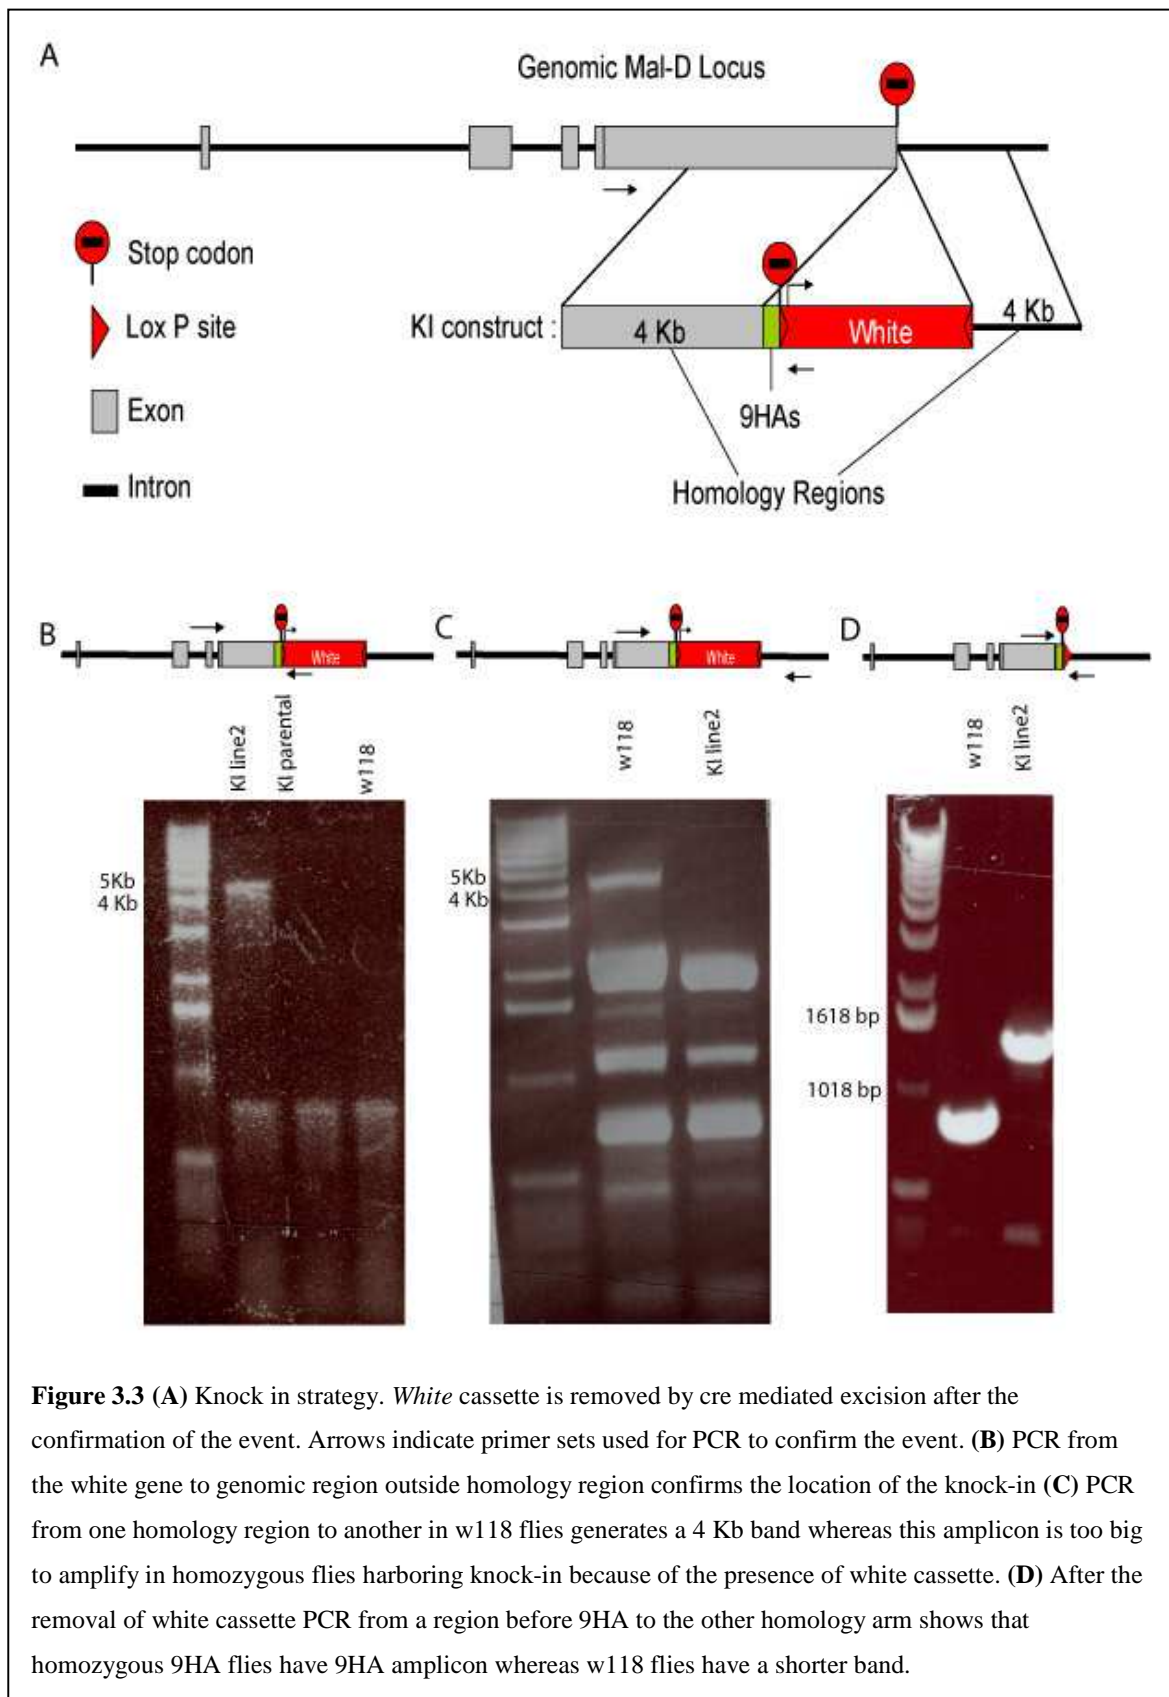 A
Genomic Mal-D Locus
Stop codon
Lox P site
Exon
Intron
KI construct :
4 Kb
White
4 Kb
9HAs
Homology Regions
B
White
C
White
D
KI line2
KI parental
w118
5Kb
4 Kb
w118
KI line2
5Kb
4 Kb
w118
KI line2
1618 bp
1018 bp
Figure 3.3 (A) Knock in strategy. White cassette is removed by cre mediated excision after the
confirmation of the event. Arrows indicate primer sets used for PCR to confirm the event. (B) PCR from
the white gene to genomic region outside homology region confirms the location of the knock-in (C) PCR
from one homology region to another in w118 flies generates a 4 Kb band whereas this amplicon is too big
to amplify in homozygous flies harboring knock-in because of the presence of white cassette. (D) After the
removal of white cassette PCR from a region before 9HA to the other homology arm shows that
homozygous 9HA flies have 9HA amplicon whereas w118 flies have a shorter band.